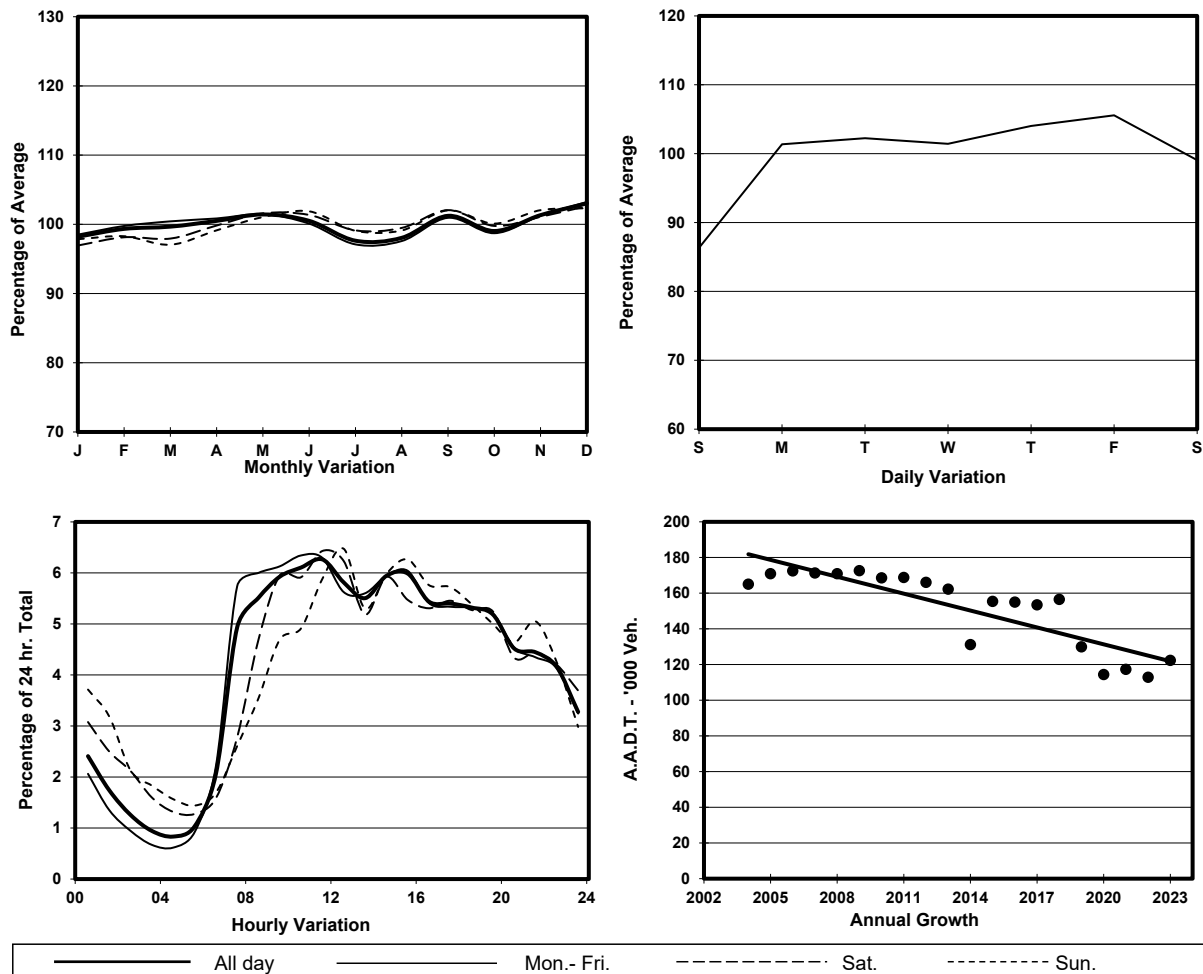 130
120
110
100
90
80
70
Percentage of Average
J F M A M J J A S O N D
Monthly Variation
120
110
100
90
80
70
60
Percentage of Average
S M T W T F S
Daily Variation
7
6
5
4
3
2
1
0
Percentage of 24 hr. Total
00 04 08 12 16 20 24
Hourly Variation
200
180
160
140
120
100
80
60
40
20
0
A.A.D.T. - '000 Veh.
2002 2005 2008 2011 2014 2017 2020 2023
Annual Growth
All day Mon.- Fri. Sat. Sun.